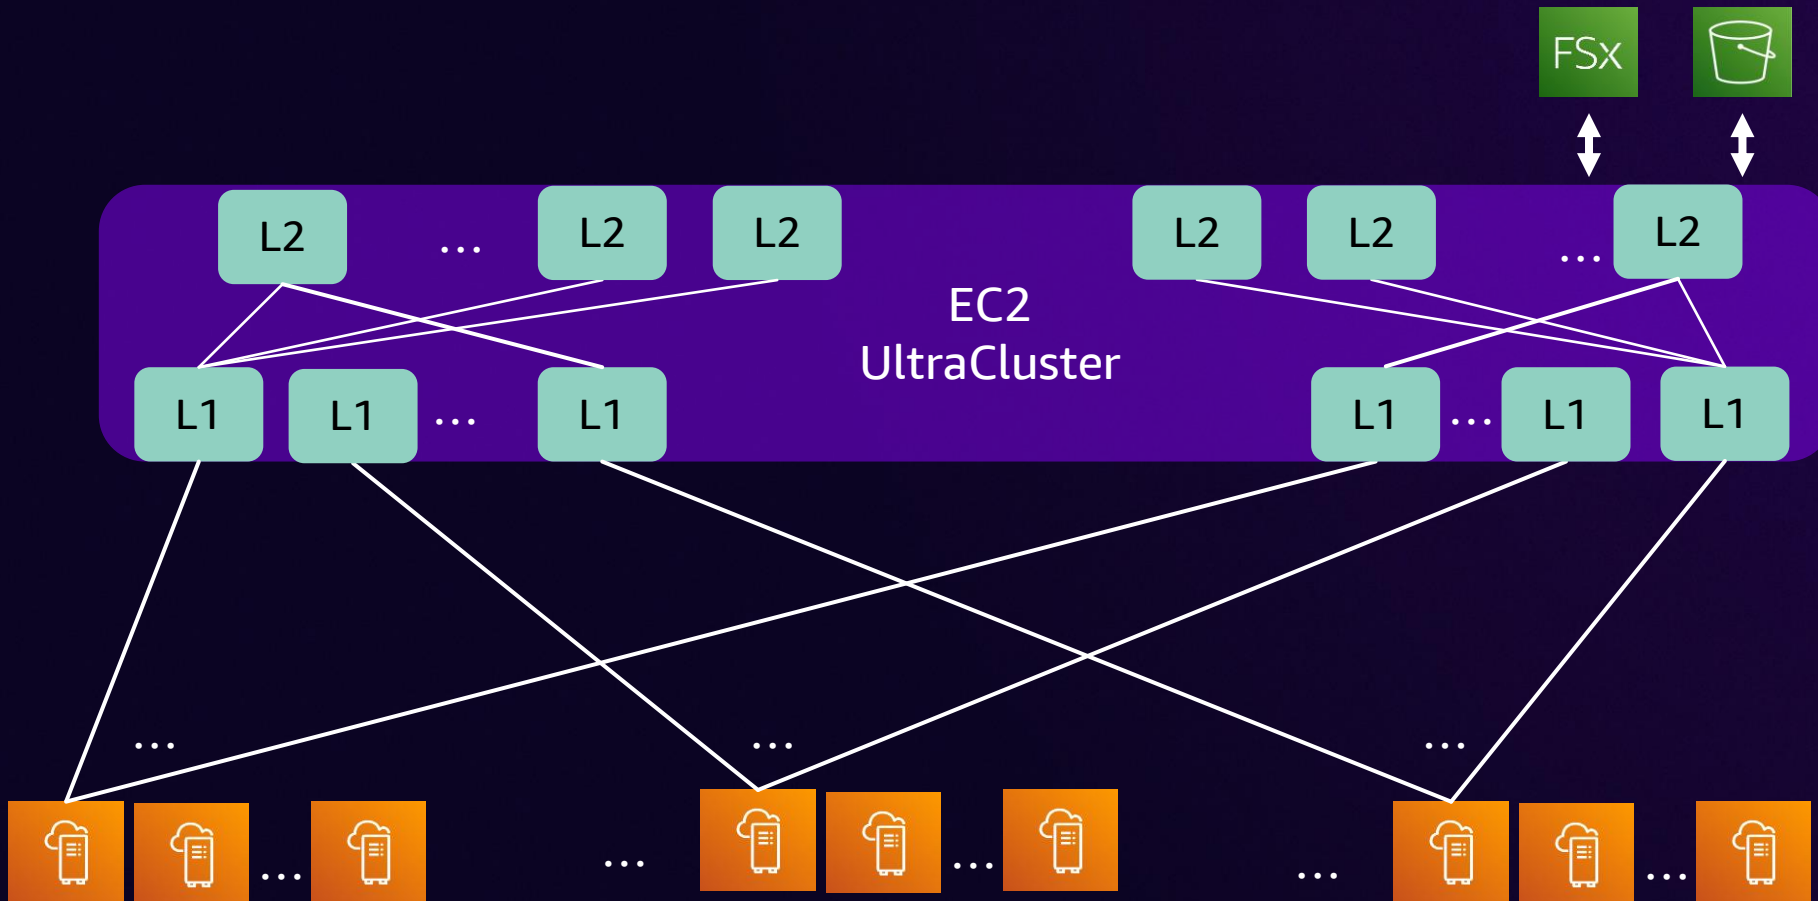 FSx
L2 ... L2 L2 L2 L2 ... L2
EC2
UltraCluster
L1 L1 ... L1 L1 ... L1 L1
... ... ...
... ... ... ... ...